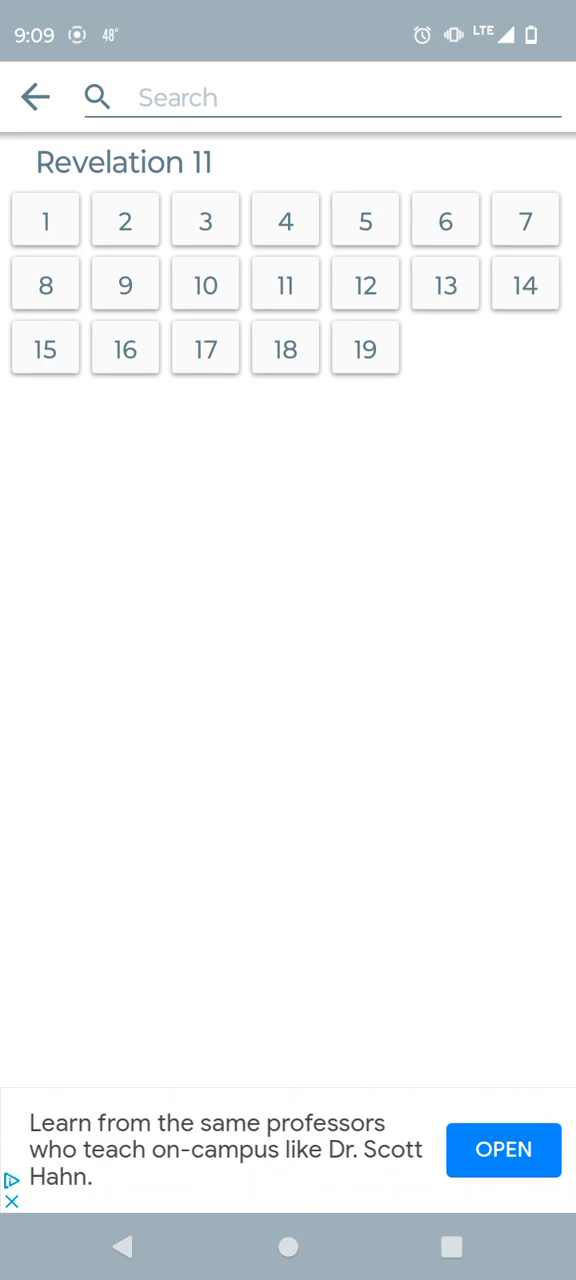 9:09 48° LTE
Search
Revelation 11
1 2 3 4 5 6 7
8 9 10 11 12 13 14
15 16 17 18 19
Learn from the same professors
who teach on-campus like Dr. Scott
Hahn.
OPEN